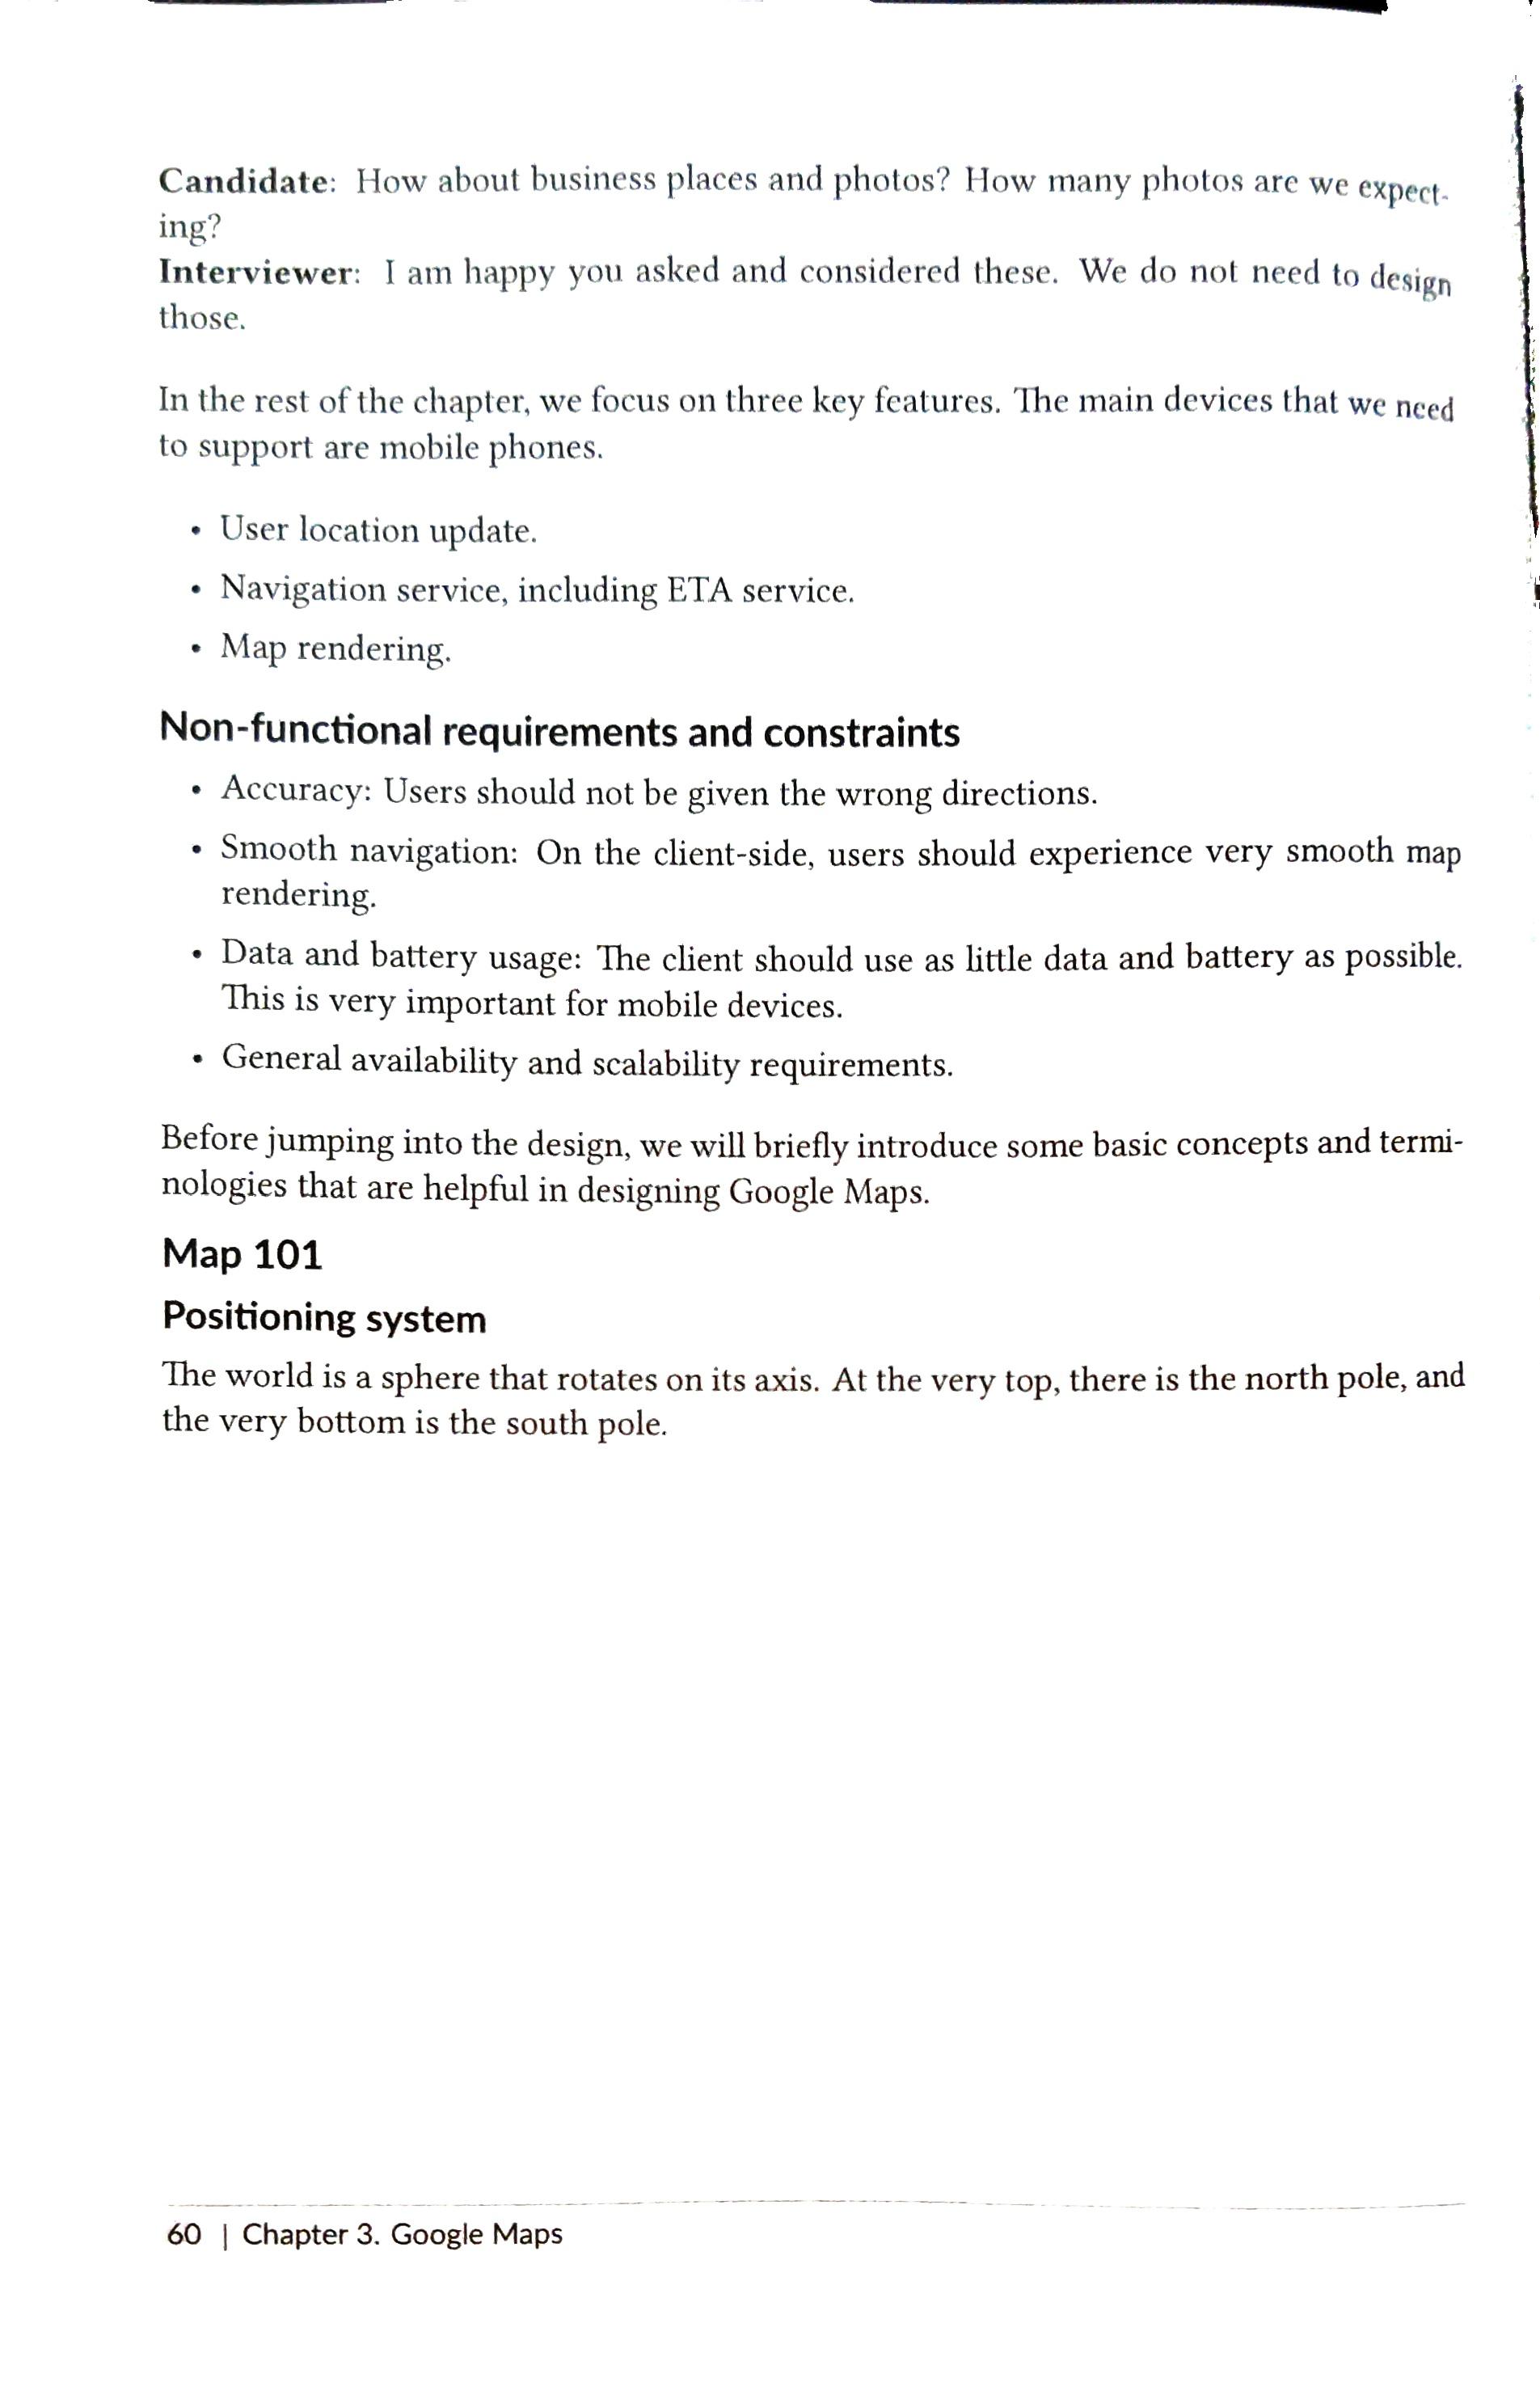 Candidate: How about business places and photos? How many photos are we expect-
ing?
Interviewer: I am happy you asked and considered these. We do not need to design
those.
In the rest of the chapter, we focus on three key features. The main devices that we need
to support are mobile phones.
• User location update.
• Navigation service, including ETA service.
• Map rendering.
Non-functional requirements and constraints
• Accuracy: Users should not be given the wrong directions.
• Smooth navigation: On the client-side, users should experience very smooth map
rendering.
• Data and battery usage: The client should use as little data and battery as possible.
This is very important for mobile devices.
• General availability and scalability requirements.
Before jumping into the design, we will briefly introduce some basic concepts and termi-
nologies that are helpful in designing Google Maps.
Map 101
Positioning system
The world is a sphere that rotates on its axis. At the very top, there is the north pole, and
the very bottom is the south pole.
60 | Chapter 3. Google Maps